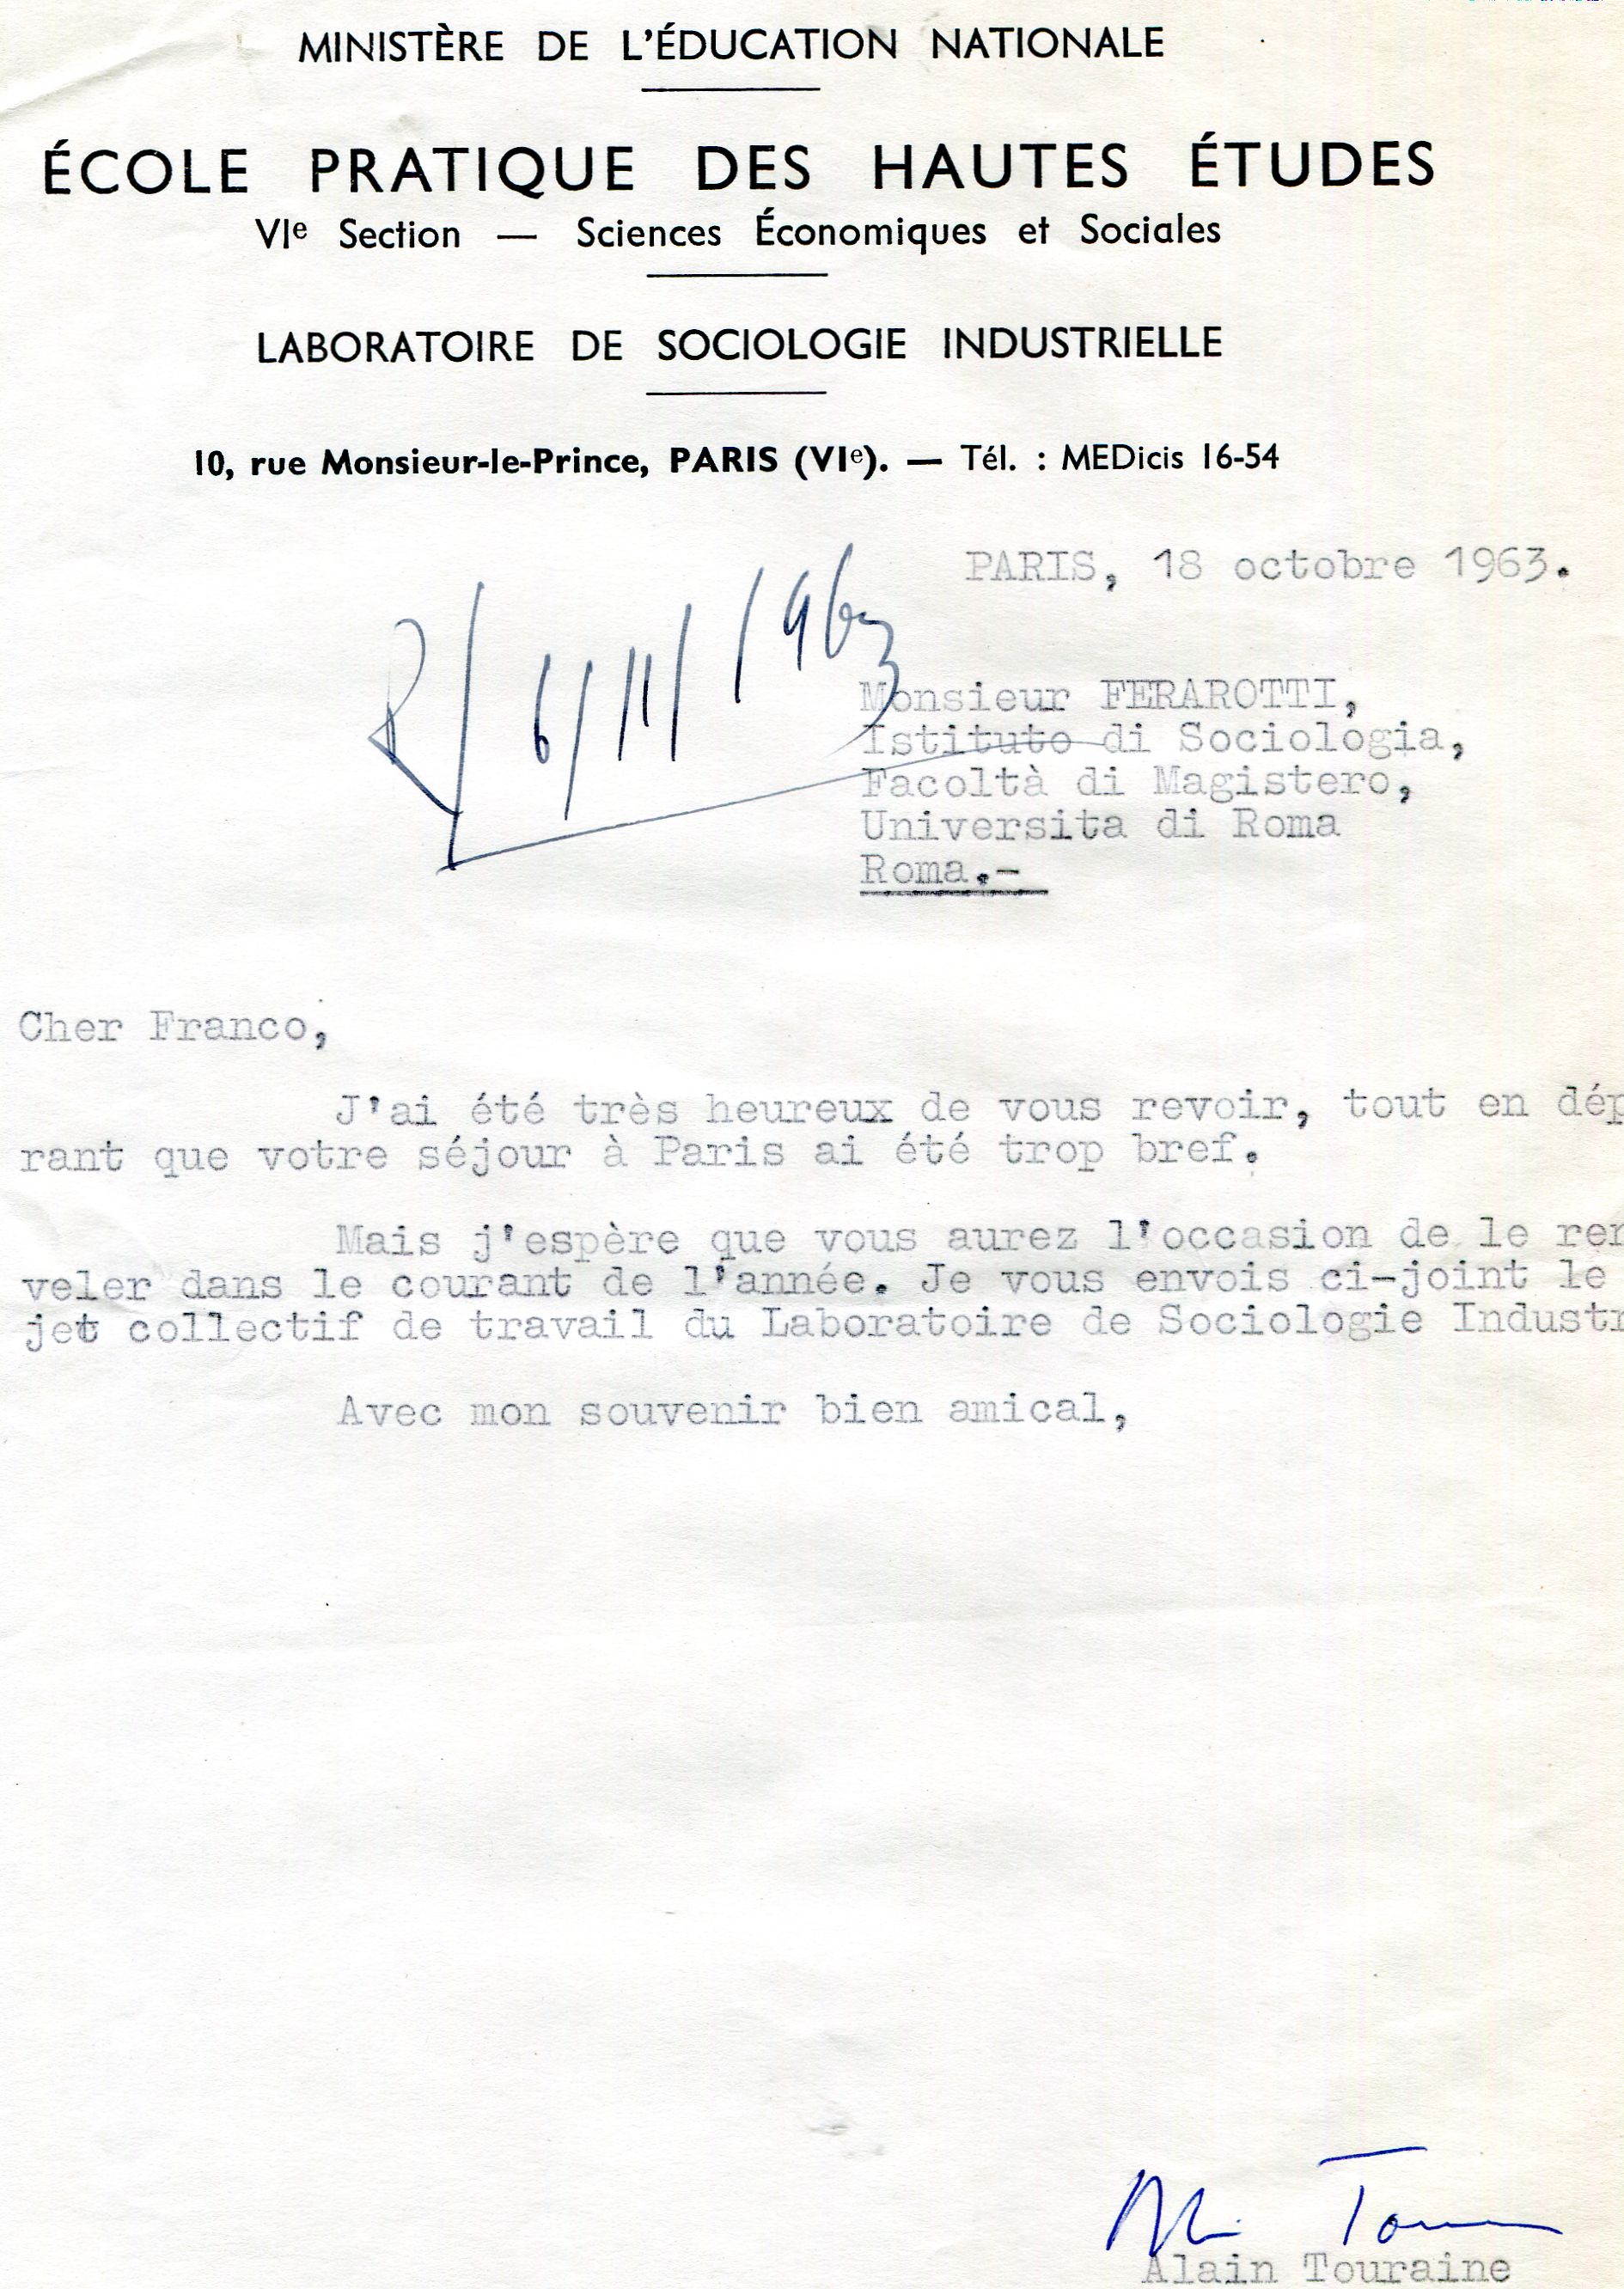 MINISTÈRE DE L'ÉDUCATION NATIONALE
ÉCOLE PRATIQUE DES HAUTES ÉTUDES
VIe Section — Sciences Économiques et Sociales
LABORATOIRE DE SOCIOLOGIE INDUSTRIELLE
10, rue Monsieur-le-Prince, PARIS (VIe). — Tél. : MEDicis 16-54
PARIS, 18 octobre 1963.
R/ 6/11/1963
Monsieur FERAROTTI,
Istituto di Sociologia,
Facoltà di Magistero,
Universita di Roma
Roma.-
Cher Franco,
J'ai été très heureux de vous revoir, tout en dép
rant que votre séjour à Paris ai été trop bref.
Mais j'espère que vous aurez l'occasion de le ren
veler dans le courant de l'année. Je vous envois ci-joint le
jet collectif de travail du Laboratoire de Sociologie Industr
Avec mon souvenir bien amical,
Alain Touraine